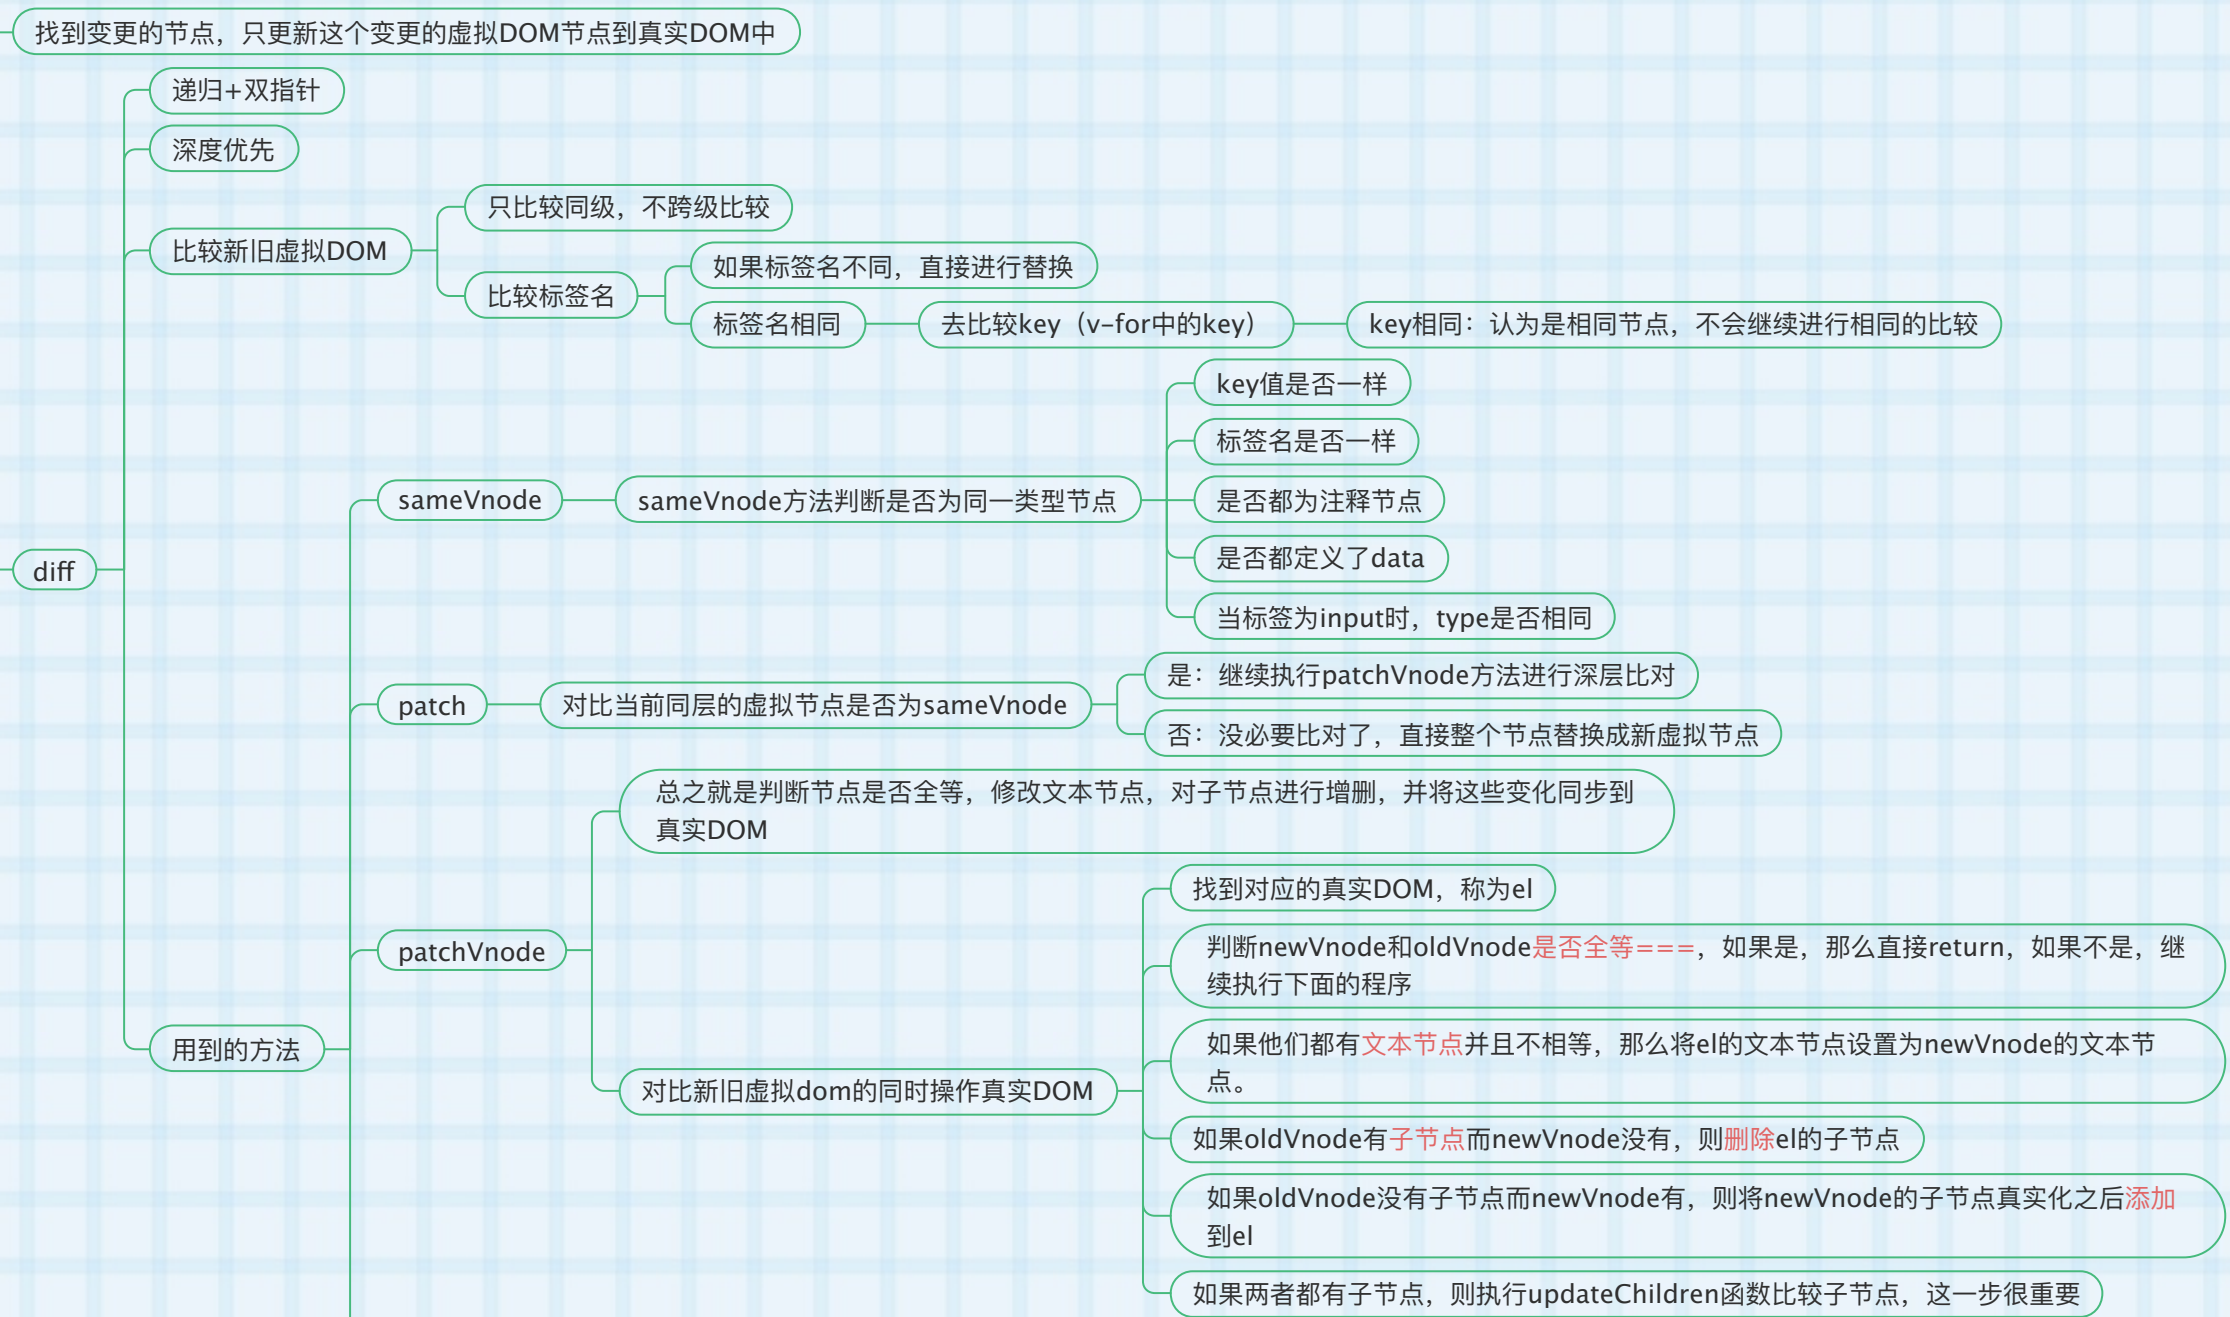 找到变更的节点，只更新这个变更的虚拟DOM节点到真实DOM中
递归+双指针
深度优先
只比较同级，不跨级比较
比较新旧虚拟DOM
如果标签名不同，直接进行替换
比较标签名
标签名相同
去比较key（v-for中的key）
key相同：认为是相同节点，不会继续进行相同的比较
key值是否一样
标签名是否一样
sameVnode
sameVnode方法判断是否为同一类型节点
是否都为注释节点
是否都定义了data
diff
当标签为input时，type是否相同
是：继续执行patchVnode方法进行深层比对
patch
对比当前同层的虚拟节点是否为sameVnode
否：没必要比对了，直接整个节点替换成新虚拟节点
总之就是判断节点是否全等，修改文本节点，对子节点进行增删，并将这些变化同步到
真实DOM
找到对应的真实DOM，称为el
patchVnode
判断newVnode和oldVnode是否全等===，如果是，那么直接return，如果不是，继
续执行下面的程序
用到的方法
如果他们都有文本节点并且不相等，那么将el的文本节点设置为newVnode的文本节
点。
对比新旧虚拟dom的同时操作真实DOM
如果oldVnode有子节点而newVnode没有，则删除el的子节点
如果oldVnode没有子节点而newVnode有，则将newVnode的子节点真实化之后添加
到el
如果两者都有子节点，则执行updateChildren函数比较子节点，这一步很重要